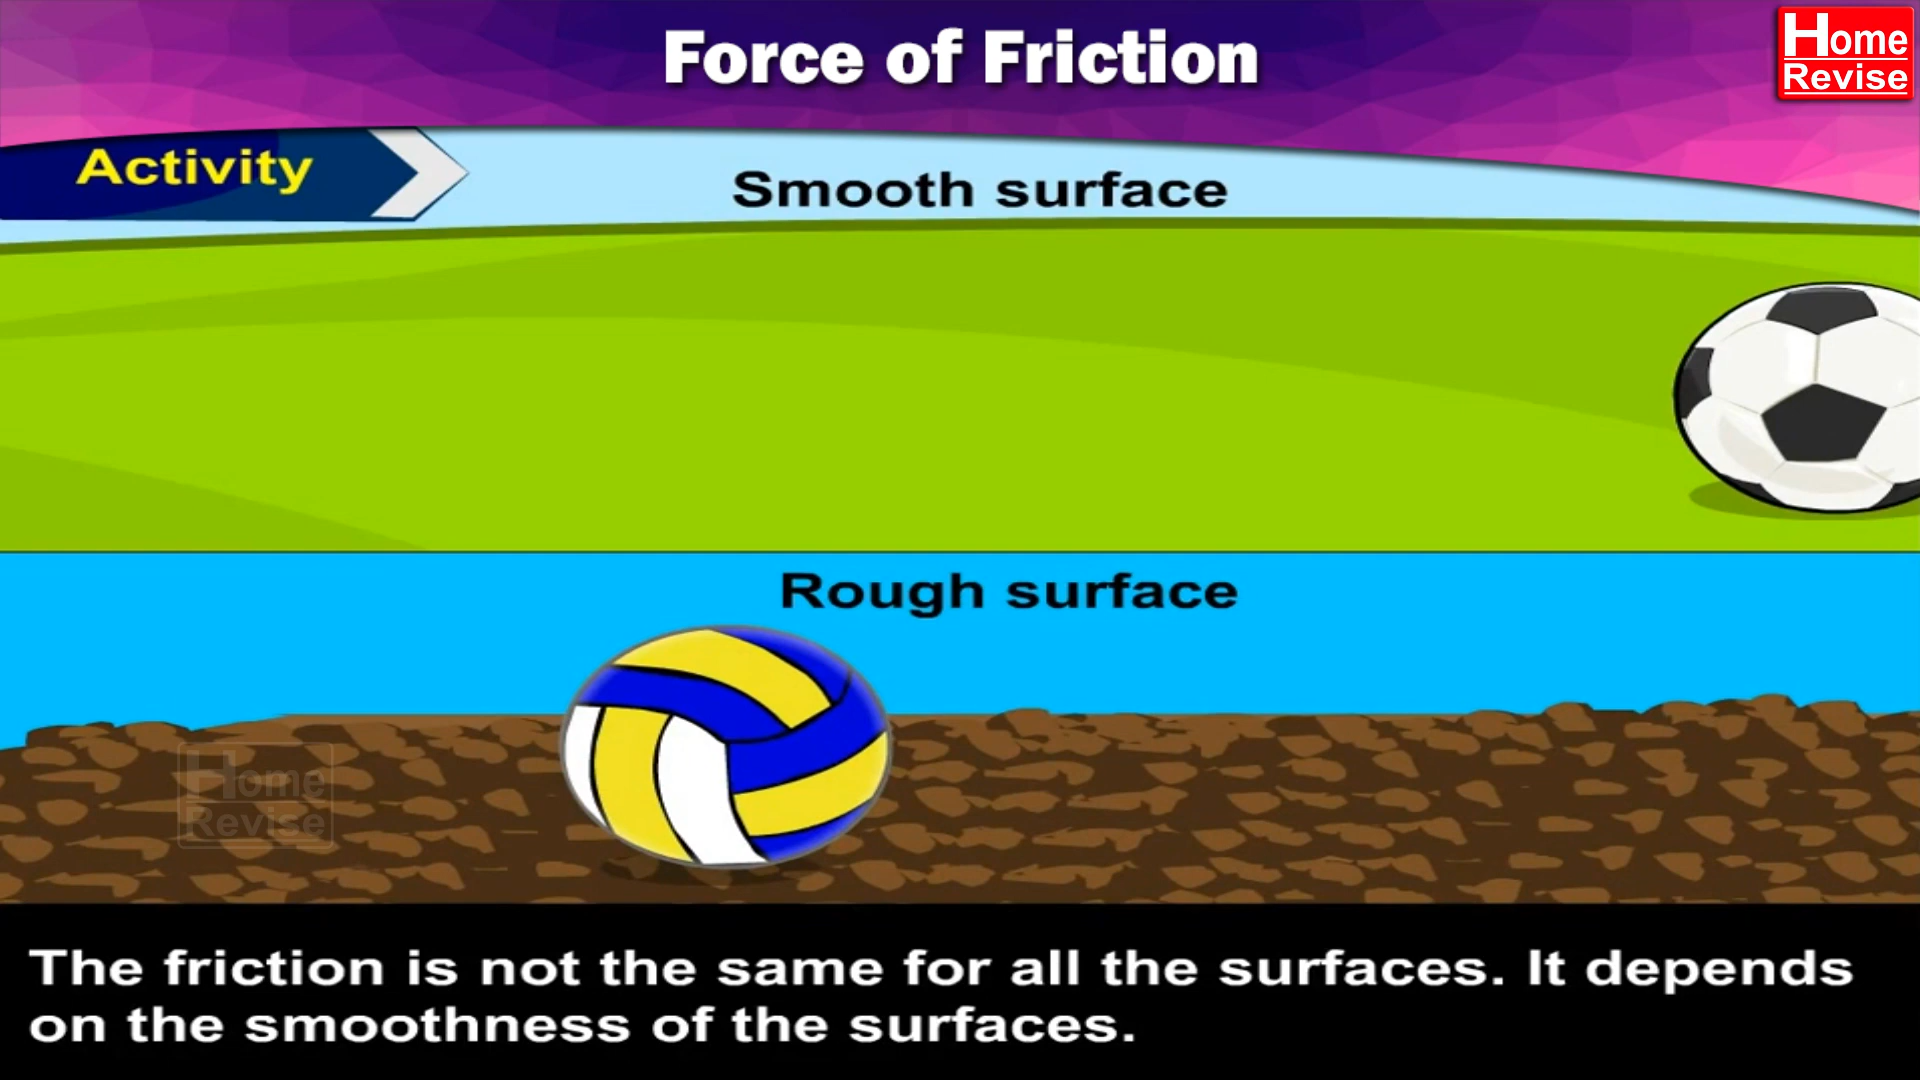 Force of Friction
Home
Revise
Activity
Smooth surface
Rough surface
Home
Revise
The friction is not the same for all the surfaces. It depends
on the smoothness of the surfaces.